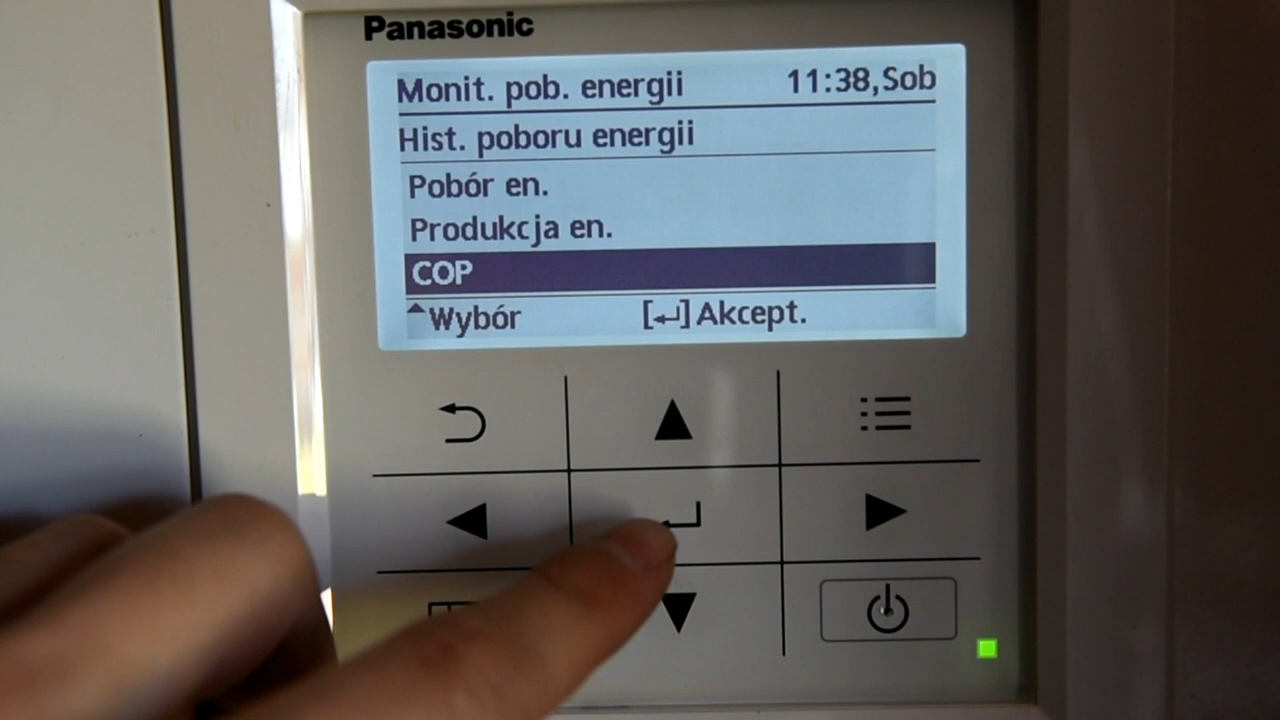 Panasonic
Monit. pob. energii 11:38,Sob
Hist. poboru energii
Pobór en.
Produkcja en.
COP
Wybór [↵] Akcept.